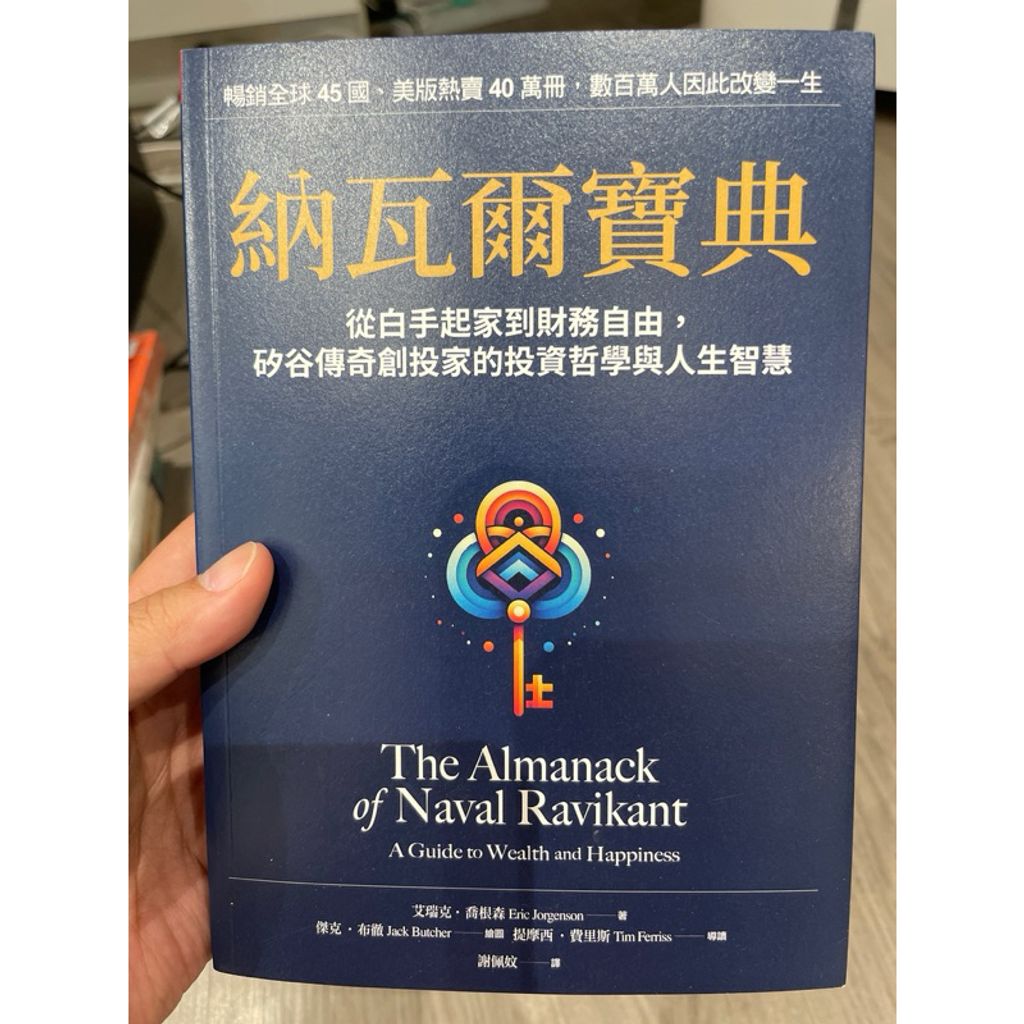 暢銷全球 45 國、美版熱賣 40 萬冊，數百萬人因此改變一生
納瓦爾寶典
從白手起家到財務自由，
矽谷傳奇創投家的投資哲學與人生智慧
The Almanack
of Naval Ravikant
A Guide to Wealth and Happiness
艾瑞克・喬根森 Eric Jorgenson——著
傑克・布徹 Jack Butcher——繪圖 提摩西・費里斯 Tim Ferriss——導讀
謝佩妏——譯